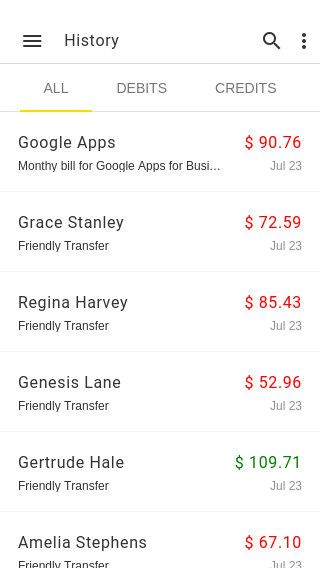 History
ALL DEBITS CREDITS
Google Apps $ 90.76
Monthy bill for Google Apps for Busi… Jul 23
Grace Stanley $ 72.59
Friendly Transfer Jul 23
Regina Harvey $ 85.43
Friendly Transfer Jul 23
Genesis Lane $ 52.96
Friendly Transfer Jul 23
Gertrude Hale $ 109.71
Friendly Transfer Jul 23
Amelia Stephens $ 67.10
Friendly Transfer Jul 23